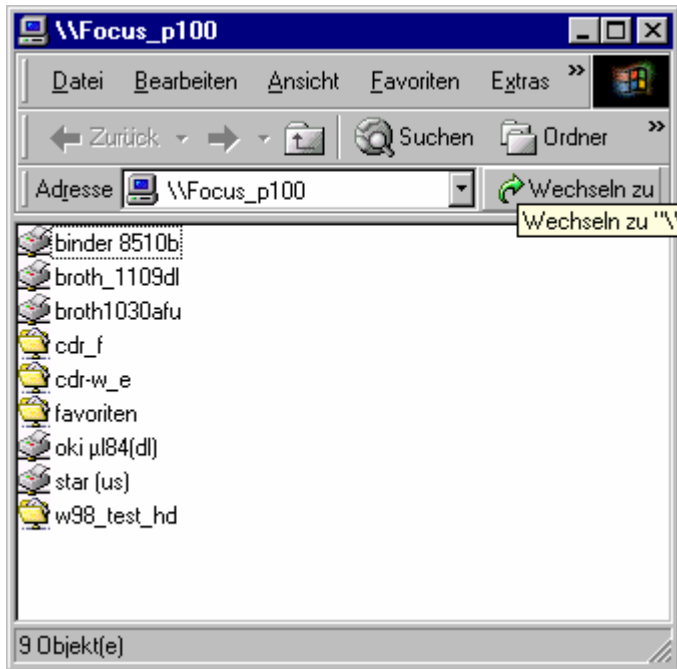 \\Focus_p100
Datei Bearbeiten Ansicht Favoriten Extras »
Zurück Suchen Ordner »
Adresse \\Focus_p100 Wechseln zu
Wechseln zu "\
binder 8510b
broth_1109dl
broth1030afu
cdr_f
cdr-w_e
favoriten
oki µl84(dl)
star (us)
w98_test_hd
9 Objekt(e)